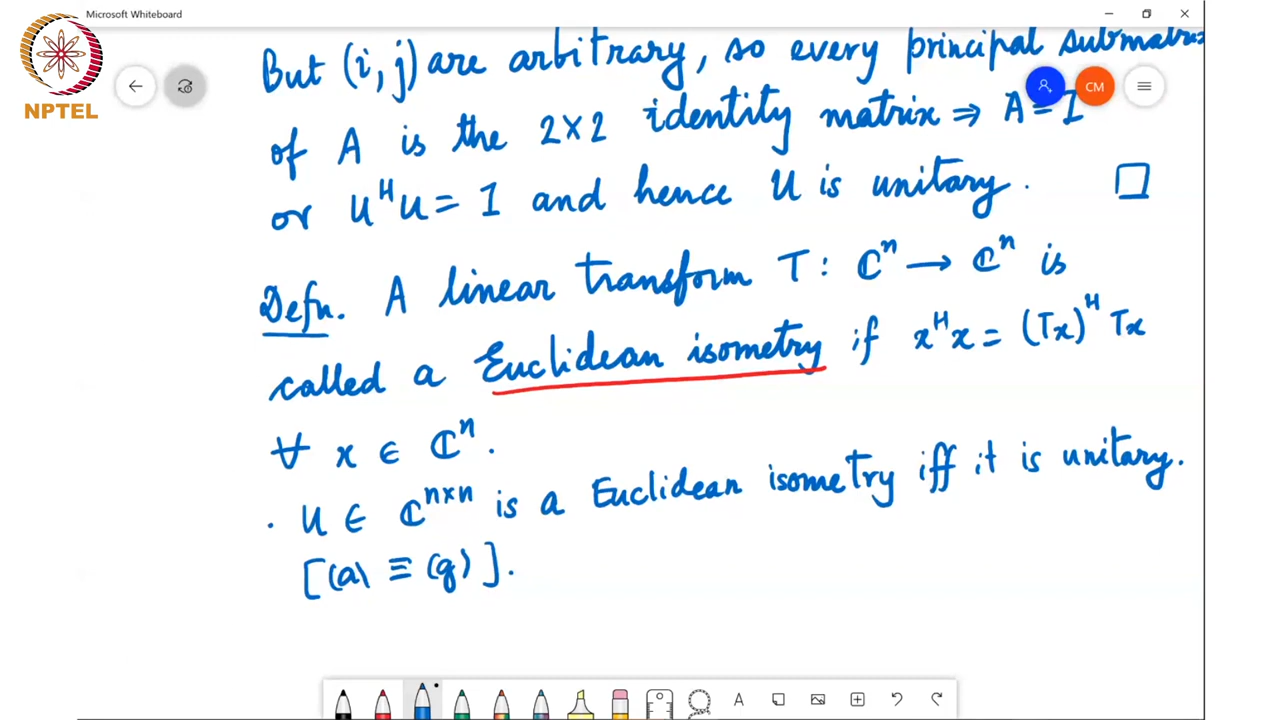 Microsoft Whiteboard
NPTEL
CM
But (i, j) are arbitrary, so every principal submatrix
of A is the 2×2 identity matrix ⇒ A = I
or U^H U = I and hence U is unitary. □
Defn. A linear transform T : ℂ^n → ℂ^n is
called a Euclidean isometry if x^H x = (Tx)^H Tx
∀ x ∈ ℂ^n.
· U ∈ ℂ^{n×n} is a Euclidean isometry iff it is unitary.
[(a) ≡ (g)].
A